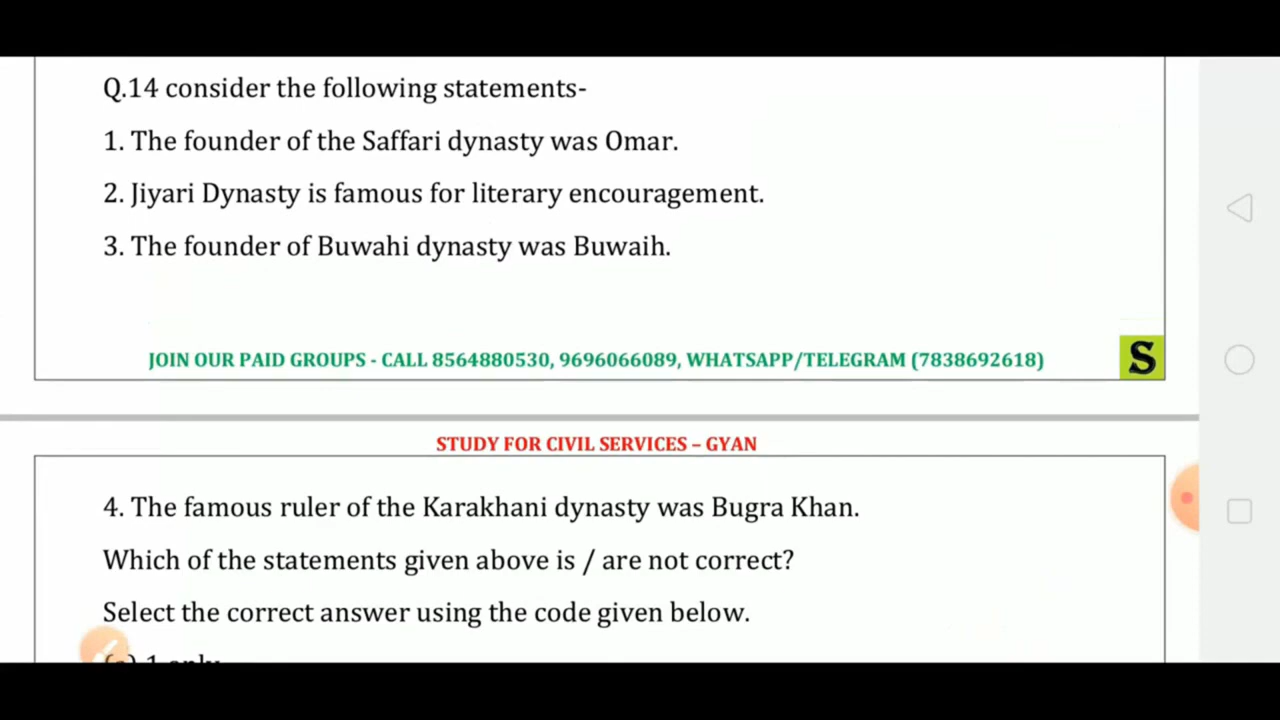 Q.14 consider the following statements-
1. The founder of the Saffari dynasty was Omar.
2. Jiyari Dynasty is famous for literary encouragement.
3. The founder of Buwahi dynasty was Buwaih.
JOIN OUR PAID GROUPS - CALL 8564880530, 9696066089, WHATSAPP/TELEGRAM (7838692618)
S
STUDY FOR CIVIL SERVICES – GYAN
4. The famous ruler of the Karakhani dynasty was Bugra Khan.
Which of the statements given above is / are not correct?
Select the correct answer using the code given below.
(a) 1 only